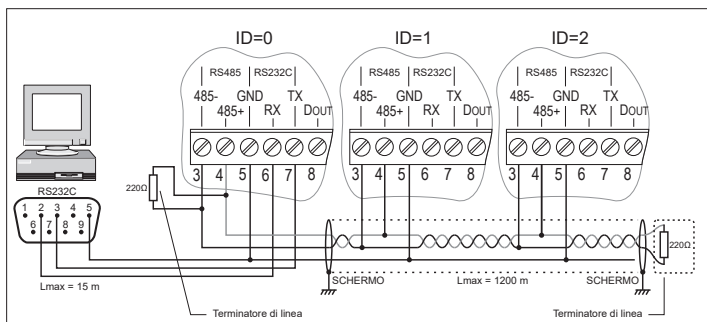 ID=0 ID=1 ID=2
RS485 RS232C RS485 RS232C RS485 RS232C
485- GND TX 485- GND TX 485- GND TX
485+ RX DOUT 485+ RX DOUT 485+ RX DOUT
3 4 5 6 7 8 3 4 5 6 7 8 3 4 5 6 7 8
RS232C
220Ω
1 2 3 4 5
6 7 8 9
220Ω
Lmax = 15 m
SCHERMO Lmax = 1200 m SCHERMO
Terminatore di linea Terminatore di linea